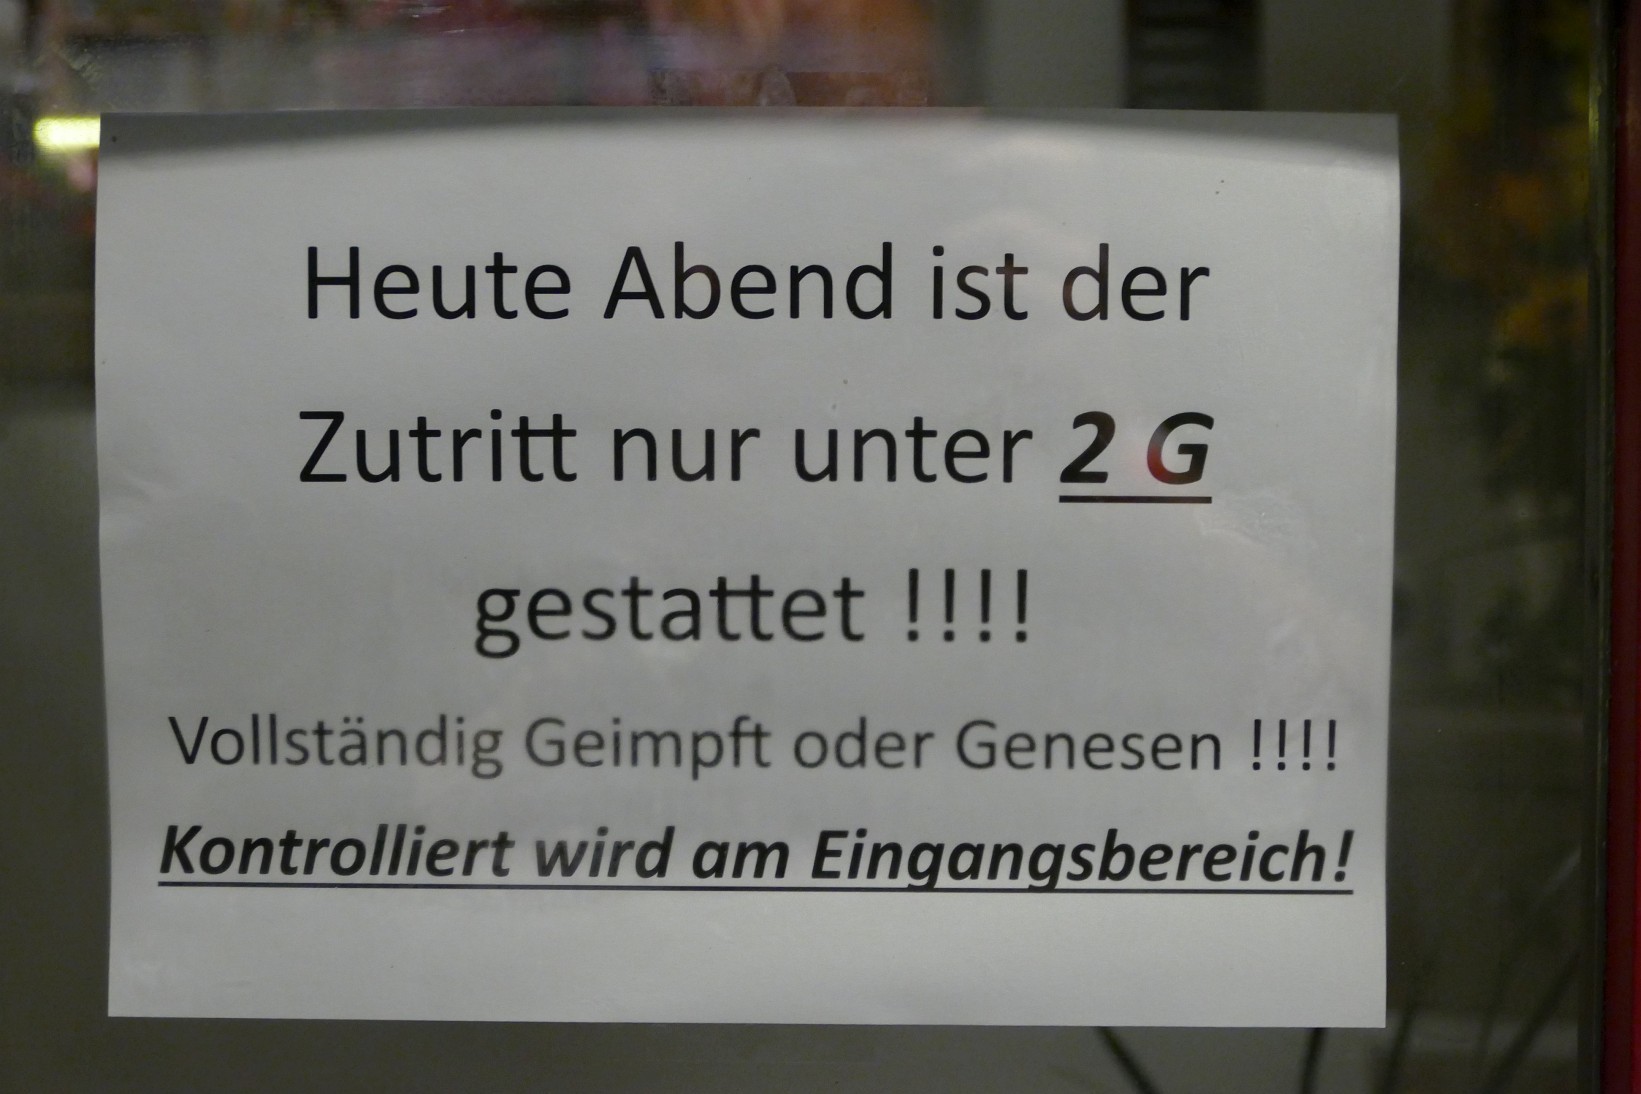 Heute Abend ist der
Zutritt nur unter 2 G
gestattet !!!!
Vollständig Geimpft oder Genesen !!!!
Kontrolliert wird am Eingangsbereich!